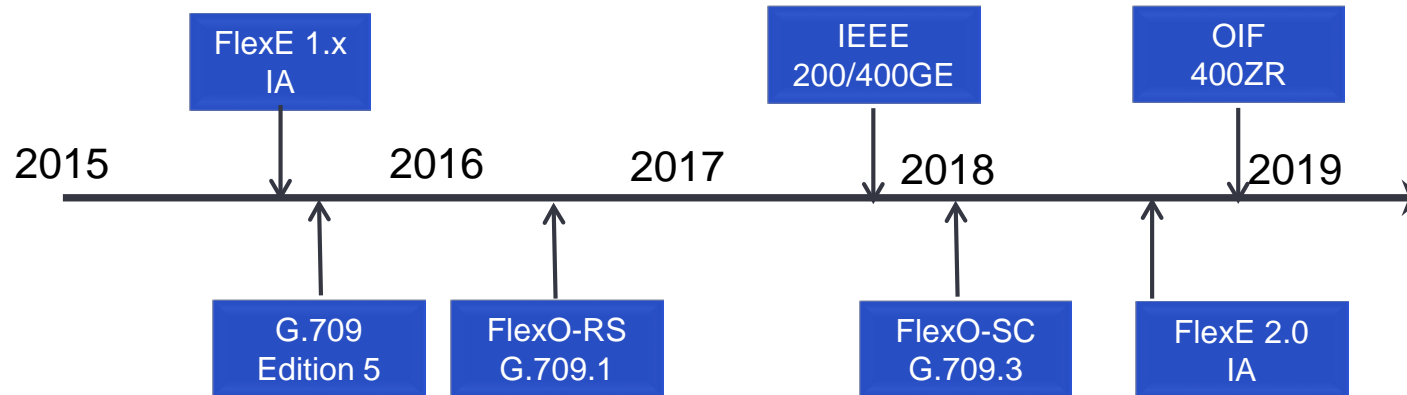 FlexE 1.x
IA
IEEE
200/400GE
OIF
400ZR
2015
2016
2017
2018
2019
G.709
Edition 5
FlexO-RS
G.709.1
FlexO-SC
G.709.3
FlexE 2.0
IA